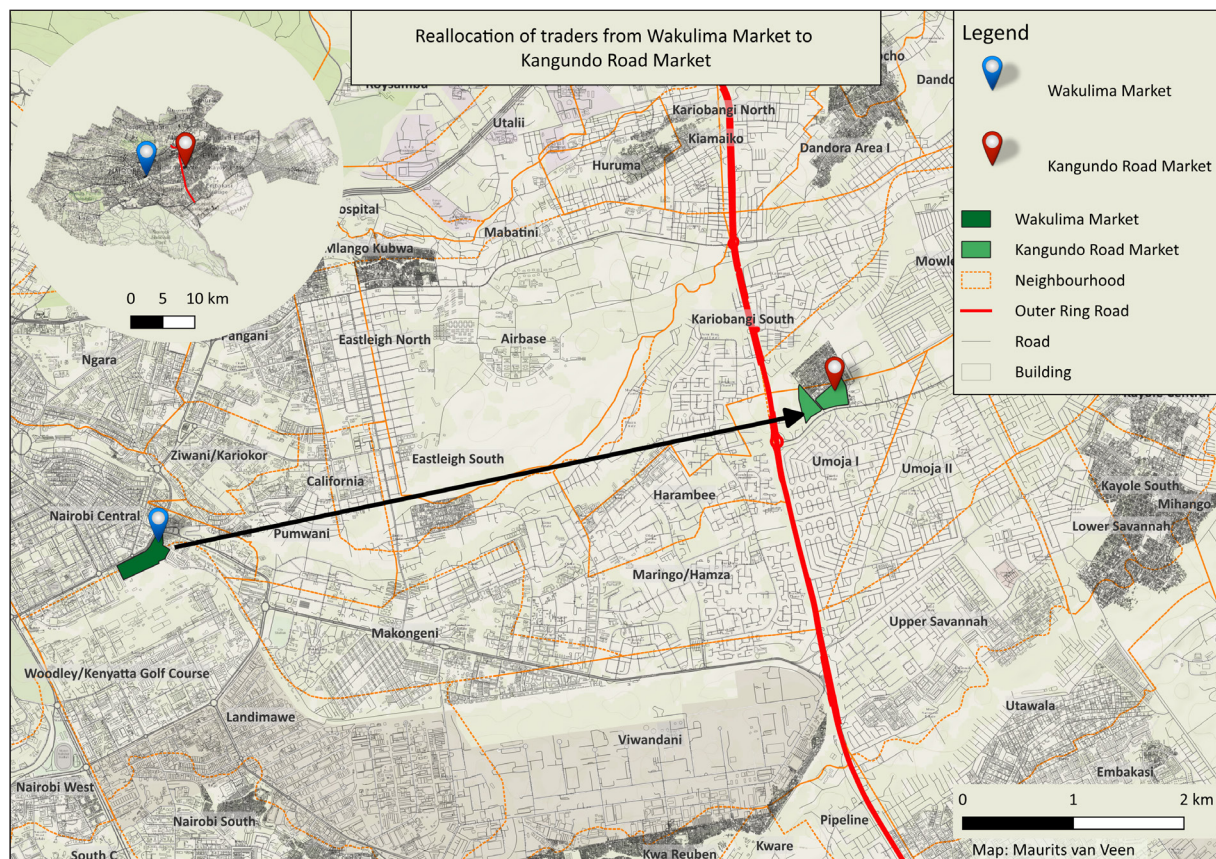 Reallocation of traders from Wakulima Market to
Kangundo Road Market
Legend
Wakulima Market
Kangundo Road Market
Wakulima Market
Kangundo Road Market
Neighbourhood
Outer Ring Road
Road
Building
0 5 10 km
Utalii
Kariobangi North
Kiamaiko
Huruma
Dandora Area I
Mabatini
Mlango Kubwa
Pangani
Ngara
Eastleigh North
Airbase
Kariobangi South
Ziwani/Kariokor
California
Eastleigh South
Umoja I
Umoja II
Harambee
Kayole South
Mihango
Lower Savannah
Nairobi Central
Pumwani
Maringo/Hamza
Makongeni
Upper Savannah
Woodley/Kenyatta Golf Course
Landimawe
Viwandani
Utawala
Embakasi
Nairobi West
Nairobi South
South C
Pipeline
Kware
Kwa Reuben
0 1 2 km
Map: Maurits van Veen